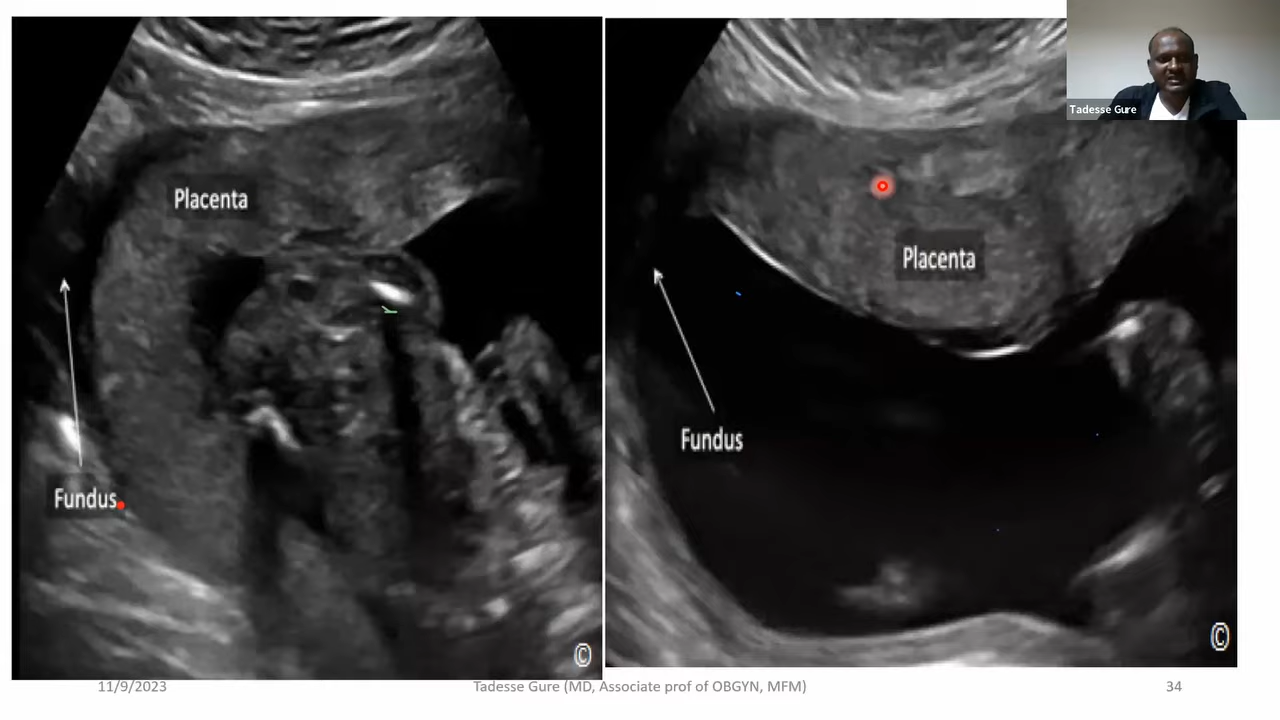 Tadesse Gure
Placenta
Placenta
Fundus
Fundus
©
©
11/9/2023
Tadesse Gure (MD, Associate prof of OBGYN, MFM)
34